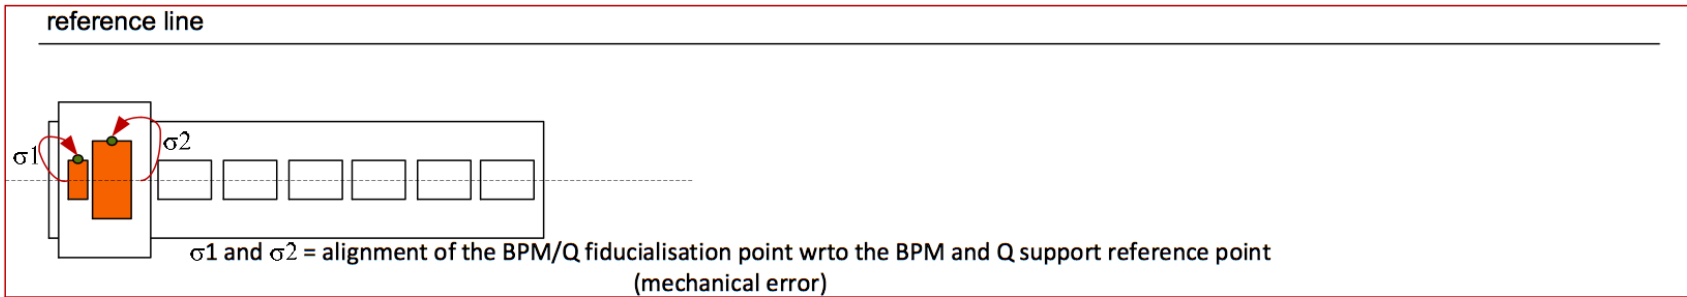 reference line
σ1
σ2
σ1 and σ2 = alignment of the BPM/Q fiducialisation point wrto the BPM and Q support reference point
(mechanical error)